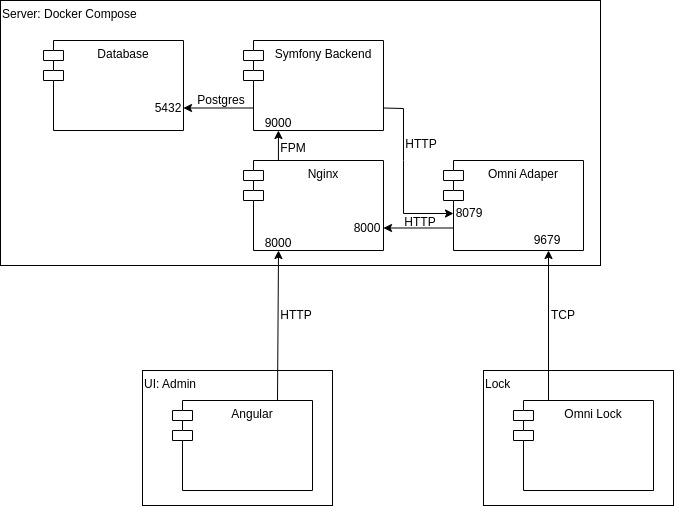 Server: Docker Compose
Database
Symfony Backend
Postgres
5432
9000
HTTP
FPM
Nginx
Omni Adaper
8079
HTTP
8000
9679
8000
HTTP
TCP
UI: Admin
Lock
Angular
Omni Lock